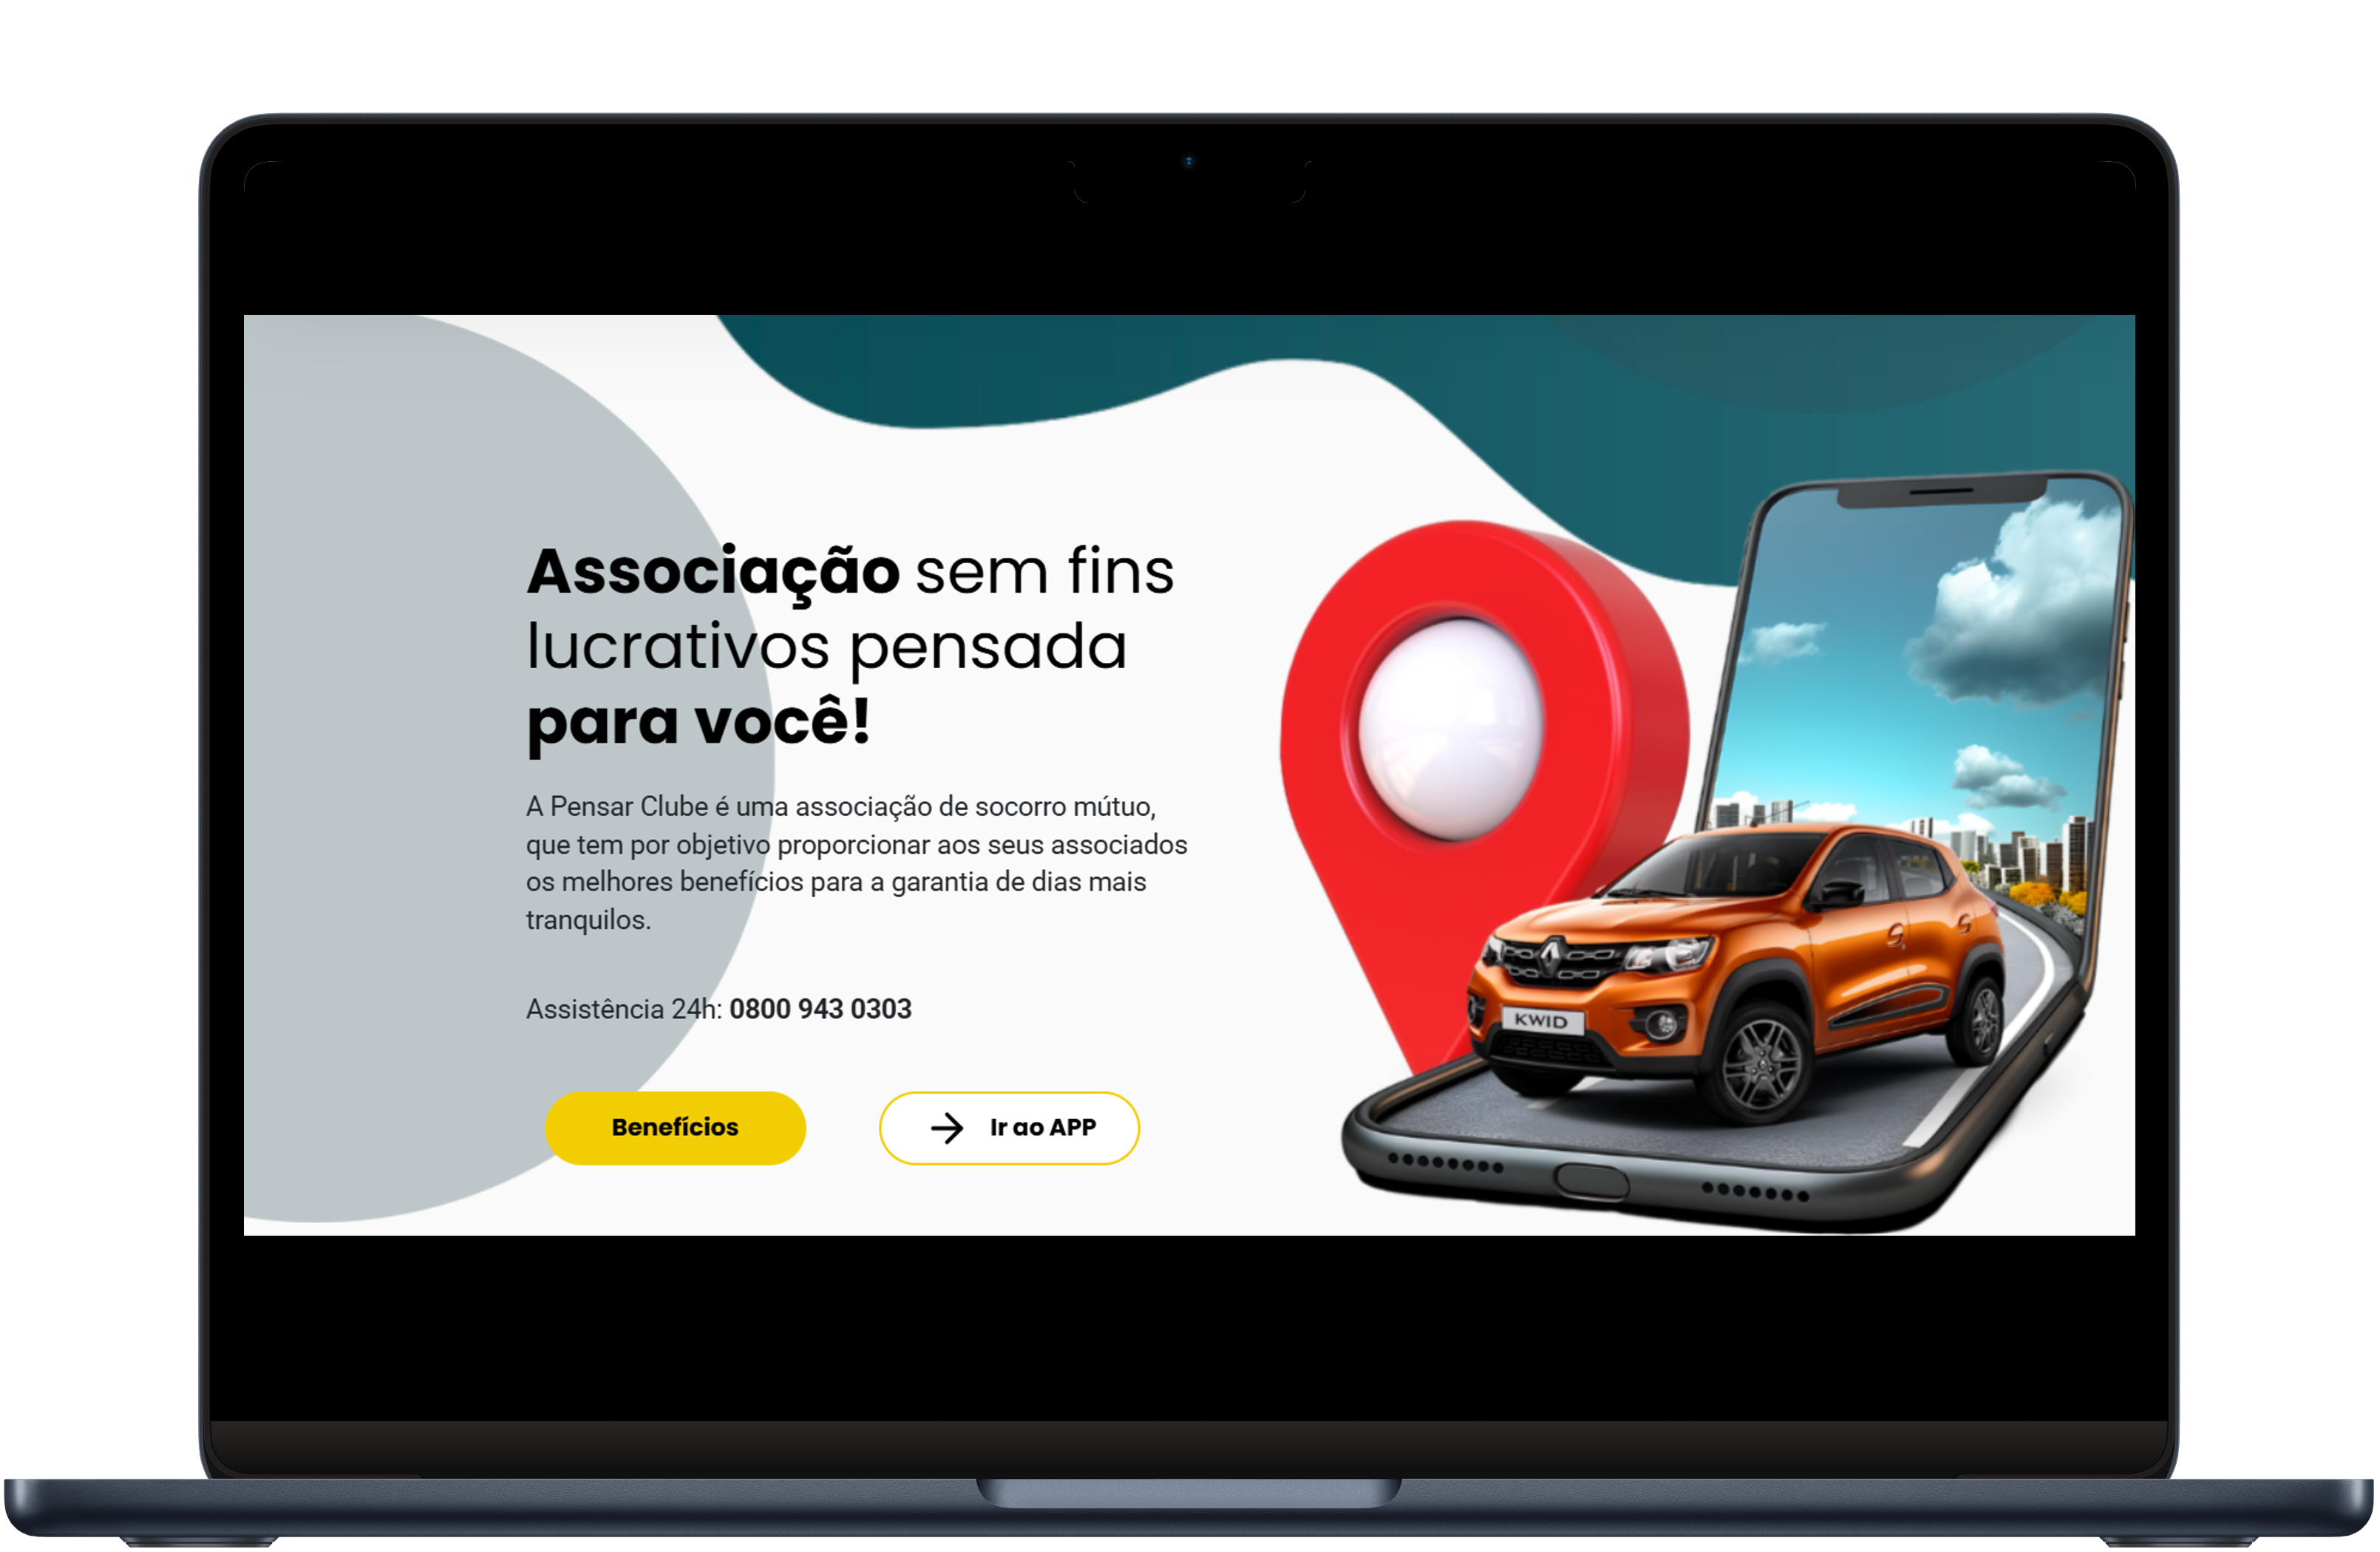 Associação sem fins
lucrativos pensada
para você!
A Pensar Clube é uma associação de socorro mútuo,
que tem por objetivo proporcionar aos seus associados
os melhores benefícios para a garantia de dias mais
tranquilos.
Assistência 24h: 0800 943 0303
Benefícios
Ir ao APP
KWID